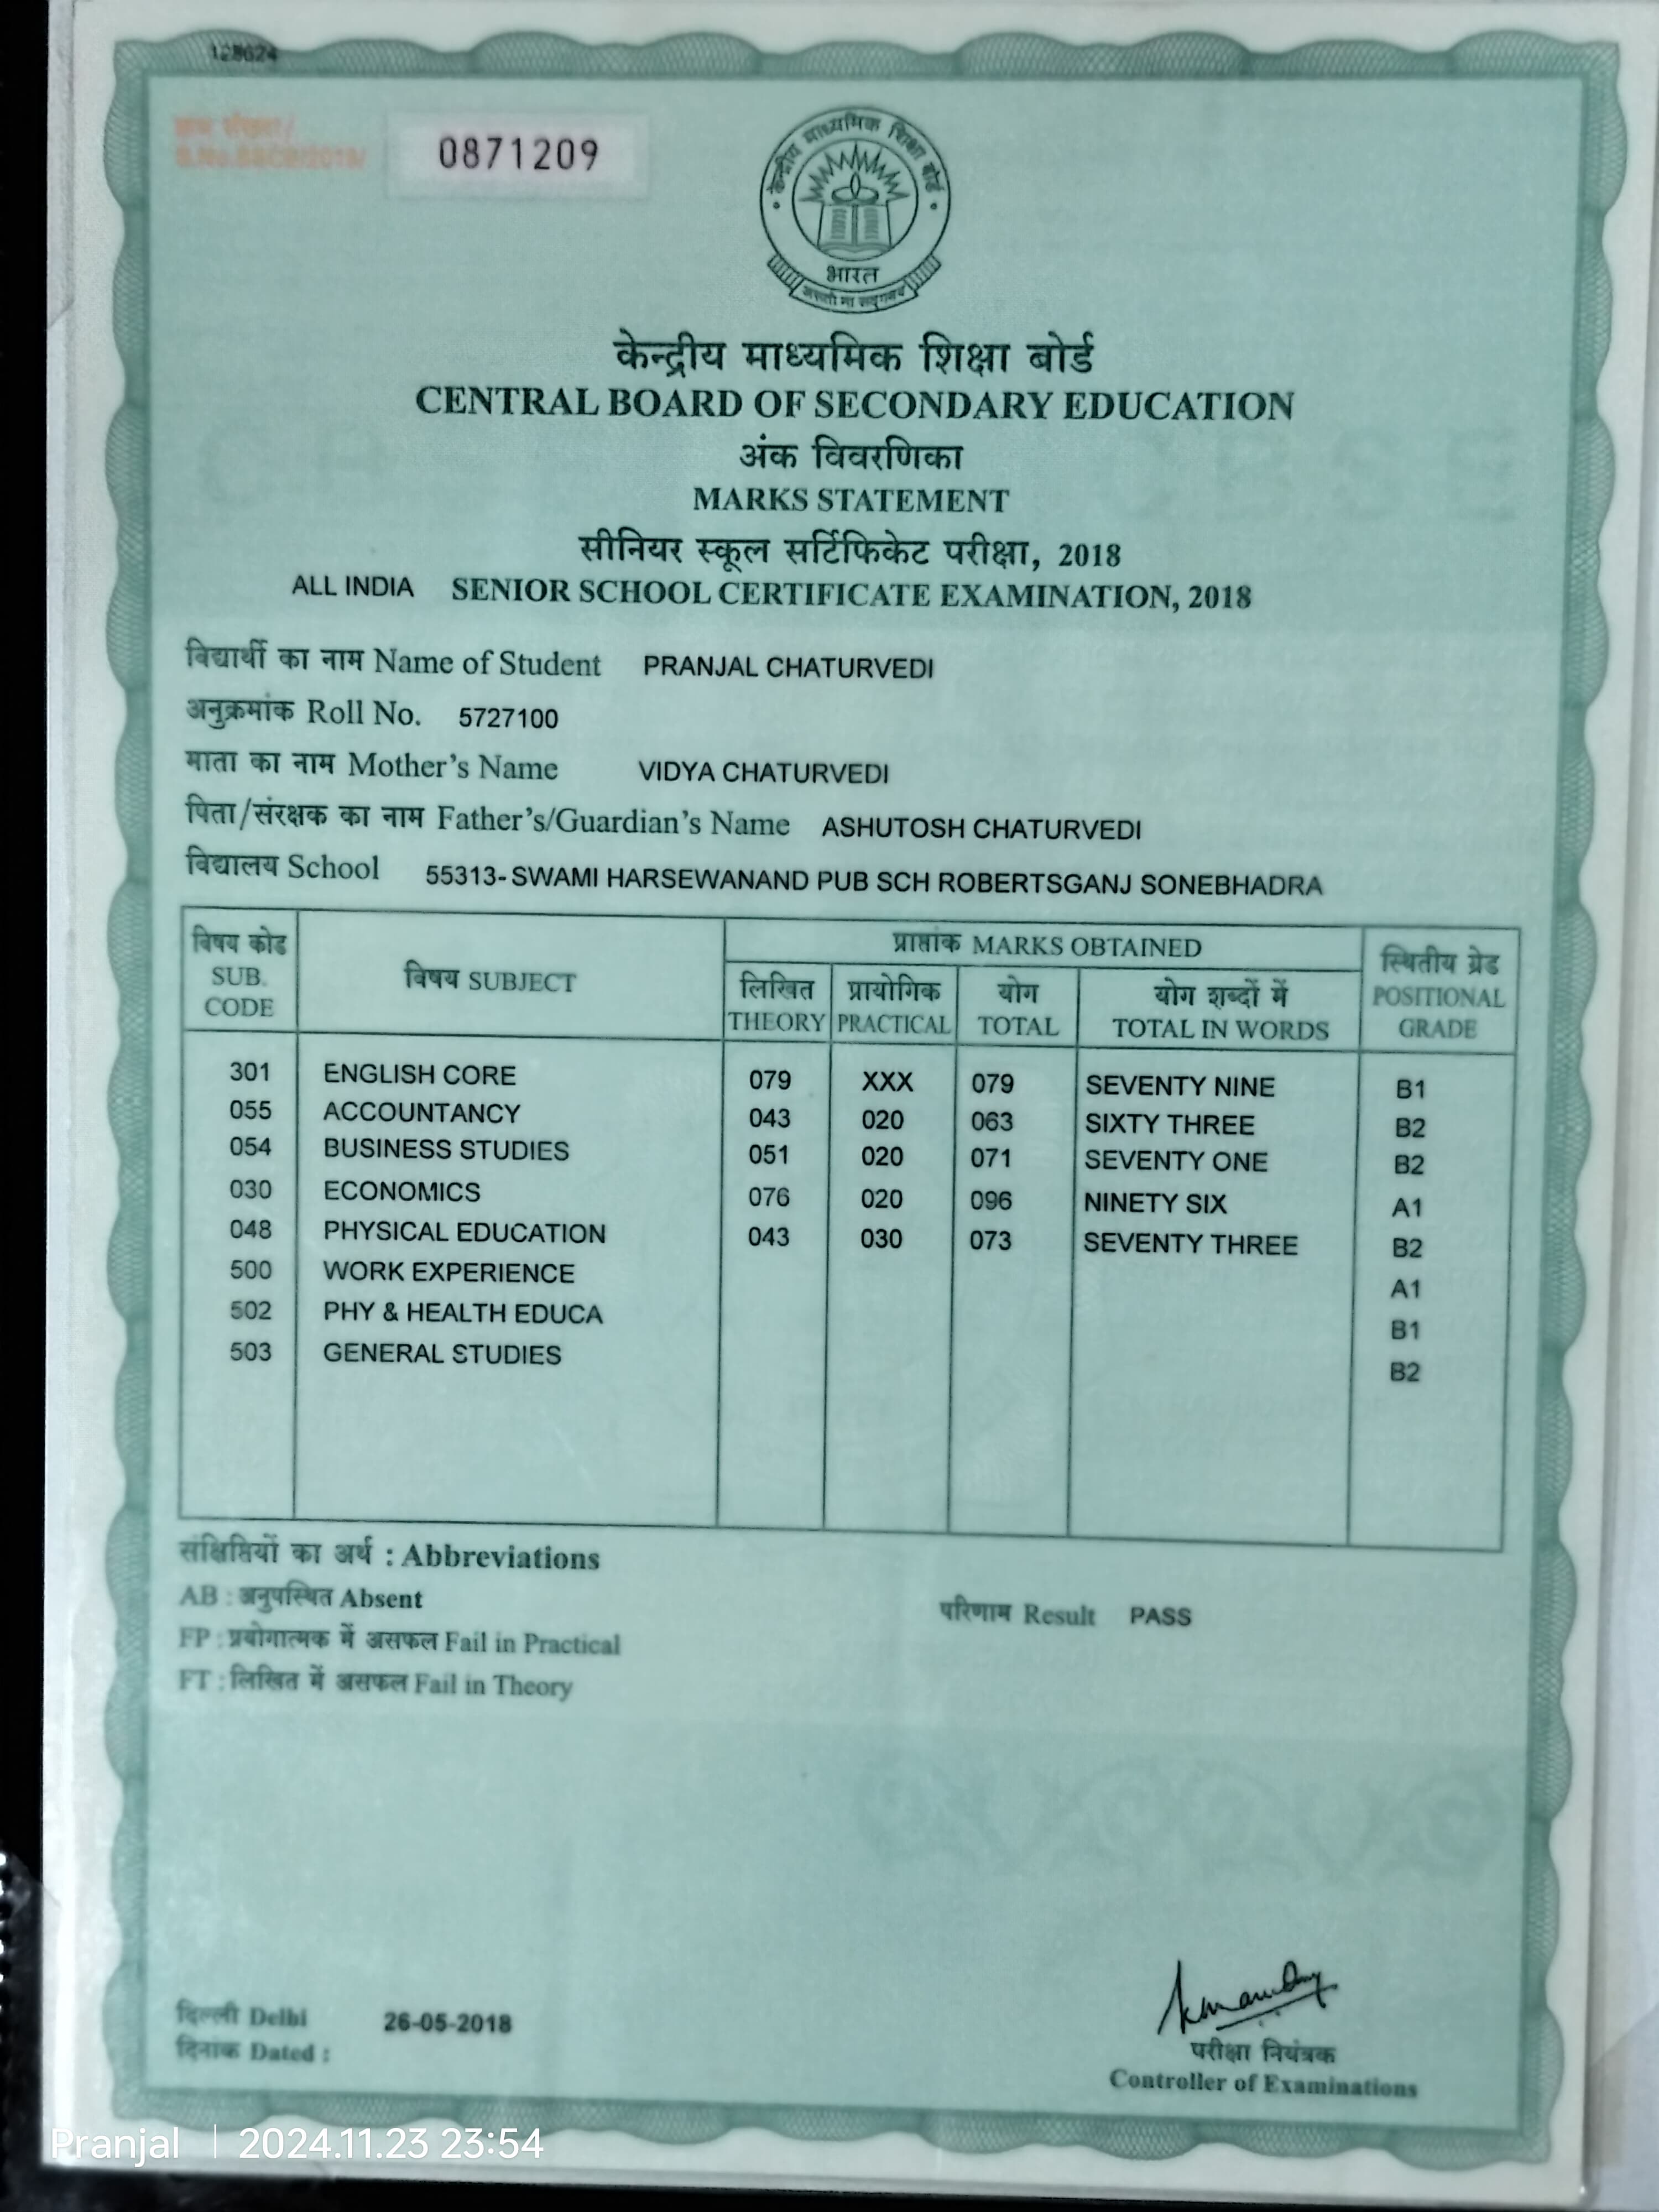 128624
क्रम संख्या/
S.No.SSCE/2018/
0871209
केन्द्रीय माध्यमिक शिक्षा बोर्ड
भारत
असतो मा सद्गमय
केन्द्रीय माध्यमिक शिक्षा बोर्ड
CENTRAL BOARD OF SECONDARY EDUCATION
अंक विवरणिका
MARKS STATEMENT
सीनियर स्कूल सर्टिफिकेट परीक्षा, 2018
ALL INDIA SENIOR SCHOOL CERTIFICATE EXAMINATION, 2018
विद्यार्थी का नाम Name of Student PRANJAL CHATURVEDI
अनुक्रमांक Roll No. 5727100
माता का नाम Mother's Name VIDYA CHATURVEDI
पिता/संरक्षक का नाम Father's/Guardian's Name ASHUTOSH CHATURVEDI
विद्यालय School 55313-SWAMI HARSEWANAND PUB SCH ROBERTSGANJ SONEBHADRA
विषय कोड SUB. CODE विषय SUBJECT प्राप्तांक MARKS OBTAINED स्थितीय ग्रेड POSITIONAL GRADE
लिखित THEORY प्रायोगिक PRACTICAL योग TOTAL योग शब्दों में TOTAL IN WORDS
301 ENGLISH CORE 079 XXX 079 SEVENTY NINE B1
055 ACCOUNTANCY 043 020 063 SIXTY THREE B2
054 BUSINESS STUDIES 051 020 071 SEVENTY ONE B2
030 ECONOMICS 076 020 096 NINETY SIX A1
048 PHYSICAL EDUCATION 043 030 073 SEVENTY THREE B2
500 WORK EXPERIENCE A1
502 PHY & HEALTH EDUCA B1
503 GENERAL STUDIES B2
संक्षिप्तियों का अर्थ : Abbreviations
AB : अनुपस्थित Absent
परिणाम Result PASS
FP : प्रयोगात्मक में असफल Fail in Practical
FT : लिखित में असफल Fail in Theory
दिल्ली Delhi 26-05-2018
दिनांक Dated :
परीक्षा नियंत्रक
Controller of Examinations
Pranjal | 2024.11.23 23:54